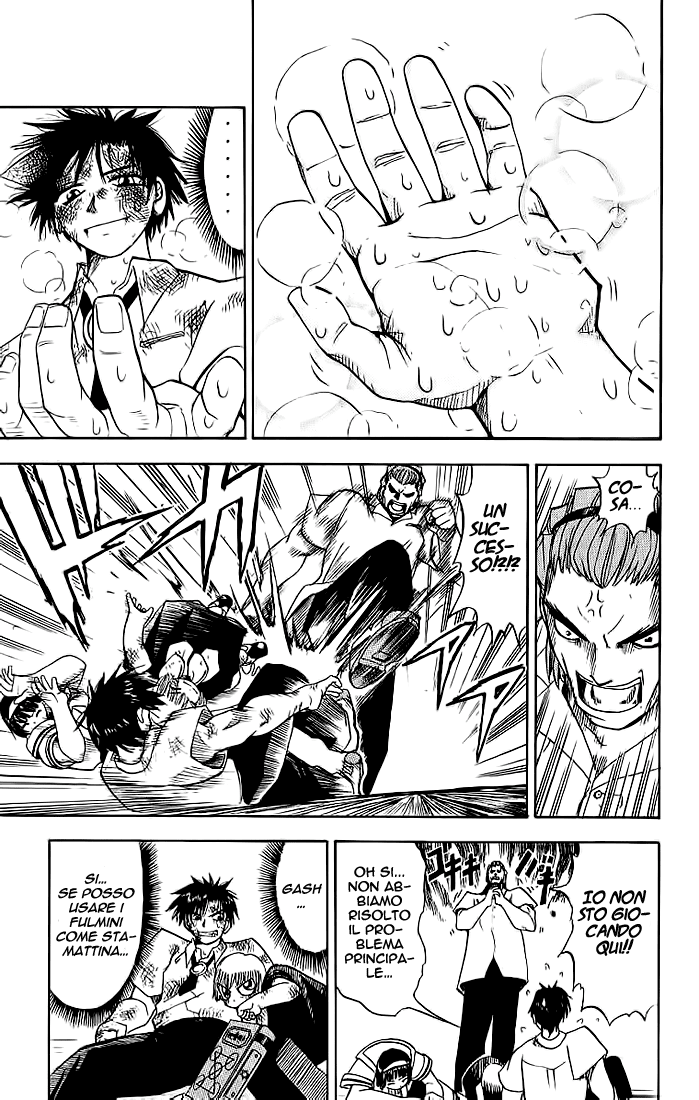 ....
CO-
SA...
UN
SUC-
CES-
SO!?!?
IO NON
STO GIO-
CANDO
QUI!!
OH SI...
NON AB-
BIAMO
RISOLTO
IL PRO-
BLEMA
PRINCIPA-
LE...
GASH
...
SI...
SE POSSO
USARE I
FULMINI
COME STA-
MATTINA...